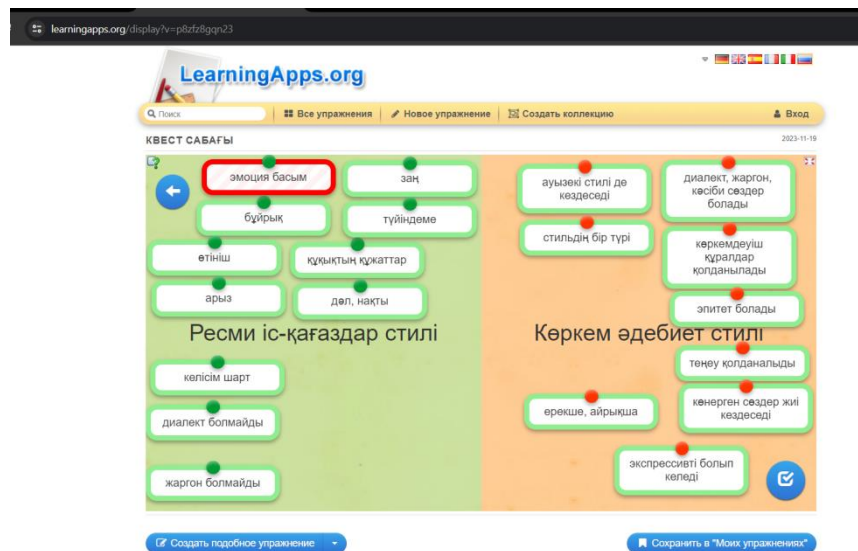 learningapps.org/display?v=p8zfz8gqn23
LearningApps.org
Поиск
Все упражнения
Новое упражнение
Создать коллекцию
Вход
КВЕСТ САБАҒЫ
2023-11-19
эмоция басым
заң
бұйрық
түйіндеме
өтініш
құқықтың құжаттар
арыз
дәл, нақты
Ресми іс-қағаздар стилі
келісім шарт
диалект болмайды
жаргон болмайды
ауызекі стилі де
кездеседі
диалект, жаргон,
кәсіби сөздер
болады
стильдің бір түрі
көркемдеуіш
құралдар
қолданылады
эпитет болады
Көркем әдебиет стилі
теңеу қолданалыды
ерекше, айрықша
көнерген сөздер жиі
кездеседі
экспрессивті болып
келеді
Создать подобное упражнение
Сохранить в "Моих упражнениях"